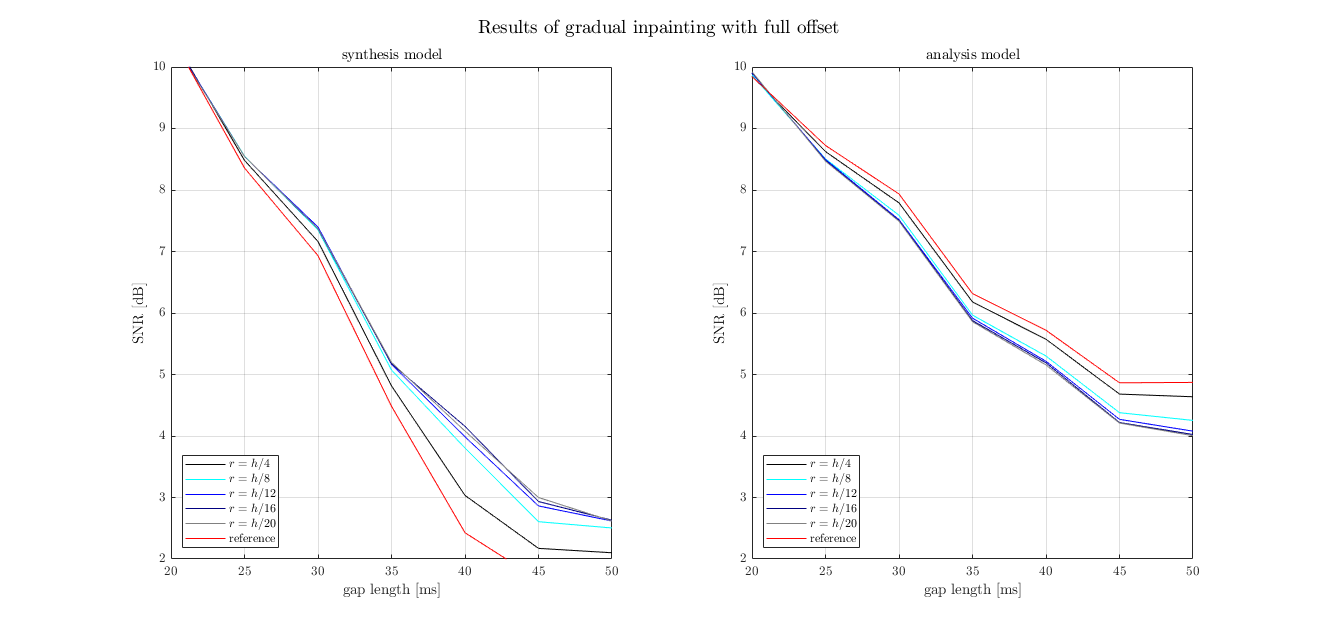 Results of gradual inpainting with full offset
synthesis model
10
9
8
7
6
5
4
3
2
SNR [dB]
r = h/4
r = h/8
r = h/12
r = h/16
r = h/20
reference
20 25 30 35 40 45 50
gap length [ms]
analysis model
10
9
8
7
6
5
4
3
2
SNR [dB]
r = h/4
r = h/8
r = h/12
r = h/16
r = h/20
reference
20 25 30 35 40 45 50
gap length [ms]